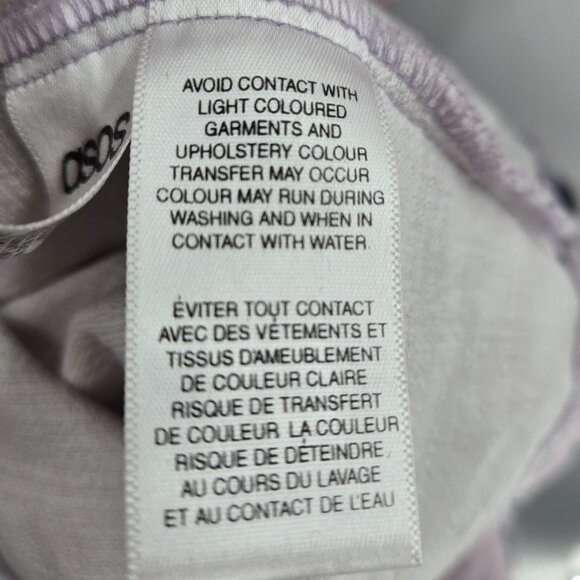 asos
AVOID CONTACT WITH
LIGHT COLOURED
GARMENTS AND
UPHOLSTERY COLOUR
TRANSFER MAY OCCUR
COLOUR MAY RUN DURING
WASHING AND WHEN IN
CONTACT WITH WATER
ÉVITER TOUT CONTACT
AVEC DES VÊTEMENTS ET
TISSUS D'AMEUBLEMENT
DE COULEUR CLAIRE
RISQUE DE TRANSFERT
DE COULEUR. LA COULEUR
RISQUE DE DÉTEINDRE
AU COURS DU LAVAGE
ET AU CONTACT DE L'EAU